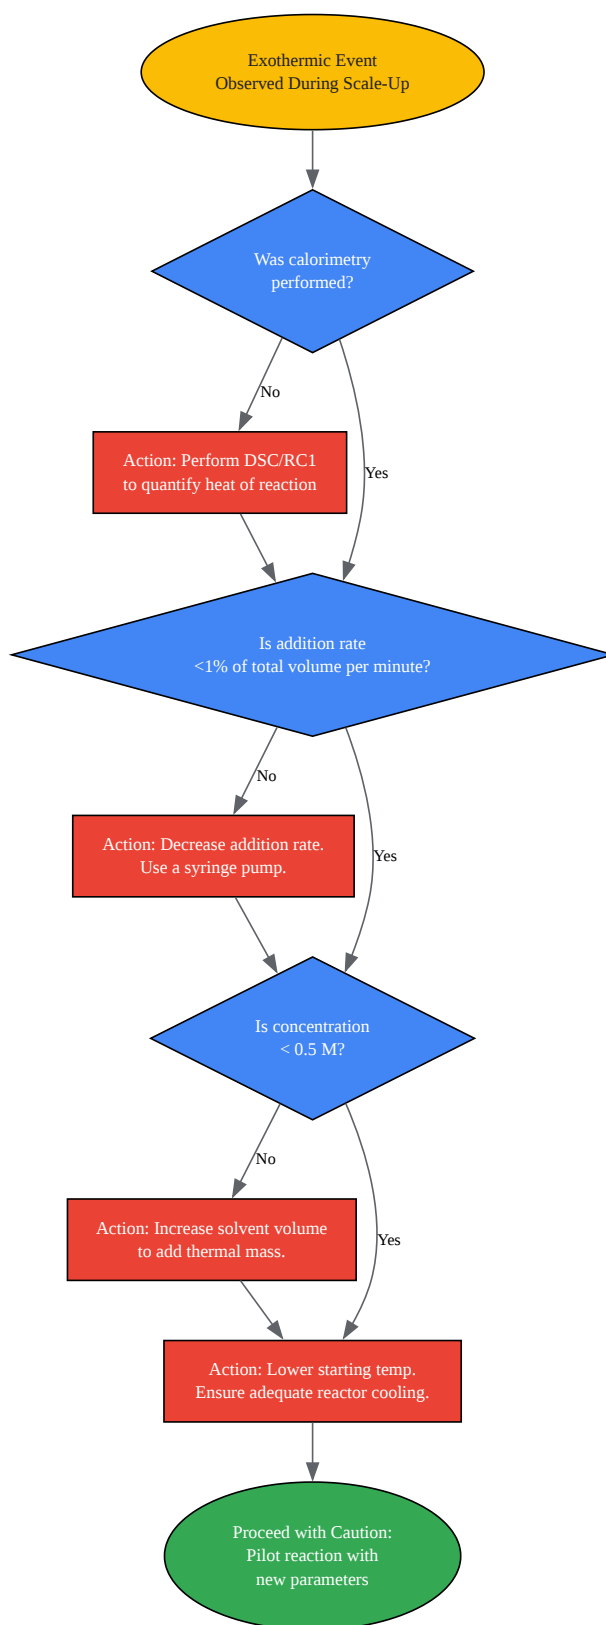 Exothermic Event
Observed During Scale-Up
Was calorimetry
performed?
No
Action: Perform DSC/RC1
to quantify heat of reaction
Yes
Is addition rate
<1% of total volume per minute?
No
Action: Decrease addition rate.
Use a syringe pump.
Yes
Is concentration
< 0.5 M?
No
Action: Increase solvent volume
to add thermal mass.
Yes
Action: Lower starting temp.
Ensure adequate reactor cooling.
Proceed with Caution:
Pilot reaction with
new parameters